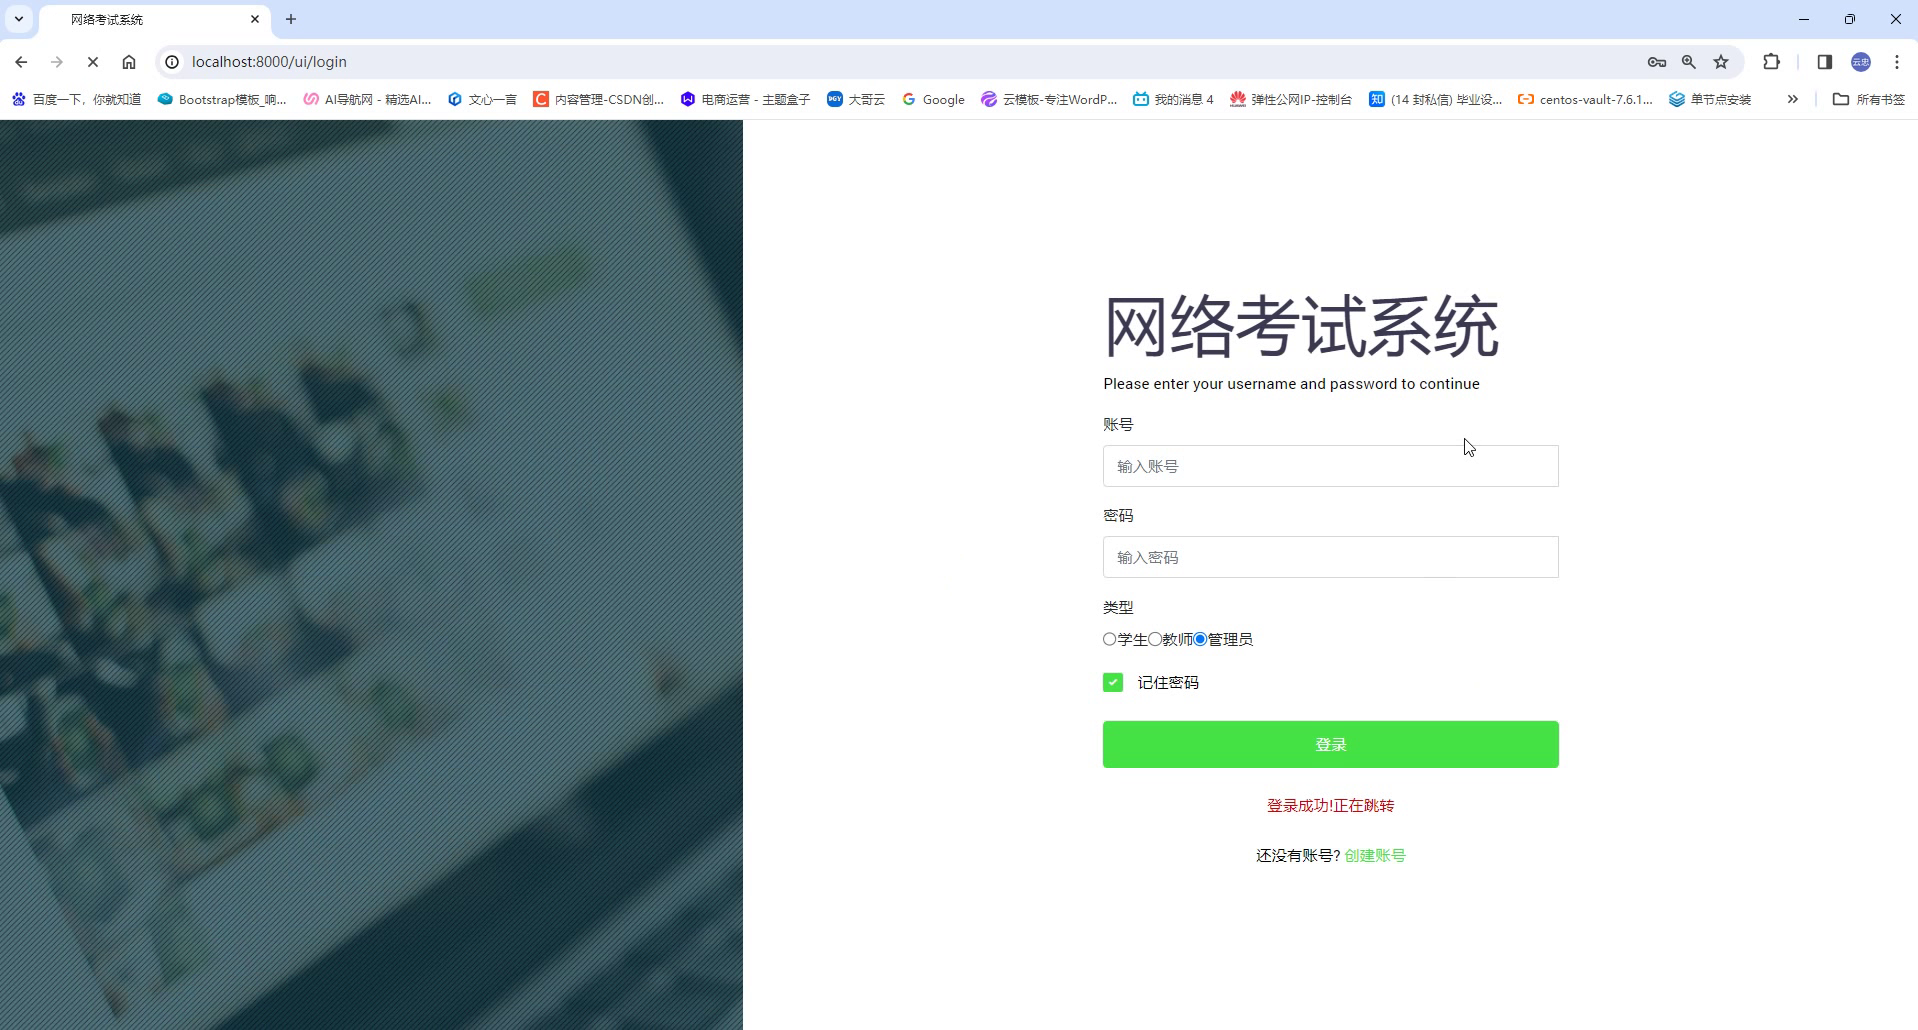 网络考试系统
localhost:8000/ui/login
云忠
百度一下，你就知道
Bootstrap模板_响...
AI导航网 - 精选AI...
文心一言
C 内容管理-CSDN创...
电商运营 - 主题盒子
DGY 大哥云
Google
云模板-专注WordP...
我的消息 4
弹性公网IP-控制台
知 (14 封私信) 毕业设...
centos-vault-7.6.1...
单节点安装
所有书签
网络考试系统
Please enter your username and password to continue
账号
输入账号
密码
输入密码
类型
学生教师管理员
记住密码
登录
登录成功!正在跳转
还没有账号? 创建账号